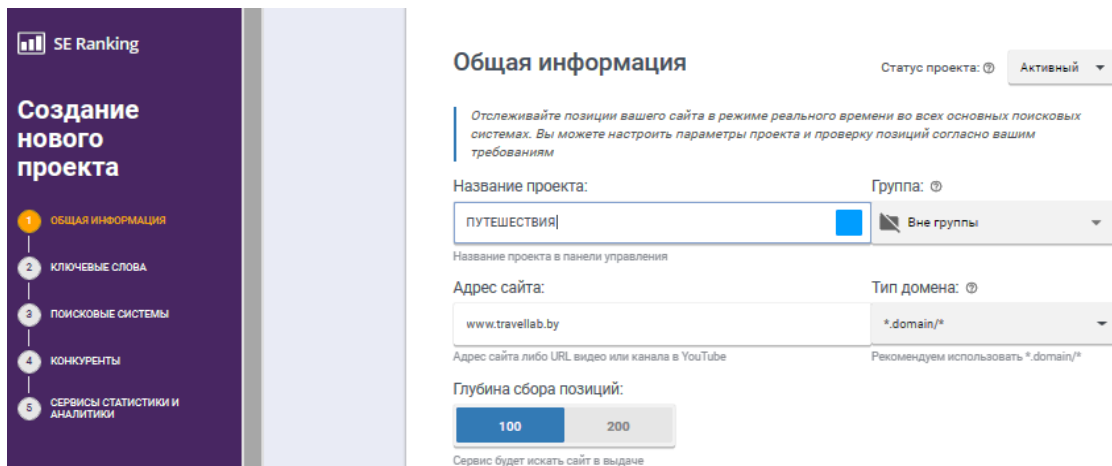 SE Ranking
Создание
нового
проекта
1 ОБЩАЯ ИНФОРМАЦИЯ
2 КЛЮЧЕВЫЕ СЛОВА
3 ПОИСКОВЫЕ СИСТЕМЫ
4 КОНКУРЕНТЫ
5 СЕРВИСЫ СТАТИСТИКИ И
АНАЛИТИКИ
Общая информация
Статус проекта:
Активный
Отслеживайте позиции вашего сайта в режиме реального времени во всех основных поисковых
системах. Вы можете настроить параметры проекта и проверку позиций согласно вашим
требованиям
Название проекта:
Группа:
ПУТЕШЕСТВИЯ
Вне группы
Название проекта в панели управления
Адрес сайта:
Тип домена:
www.travellab.by
*.domain/*
Адрес сайта либо URL видео или канала в YouTube
Рекомендуем использовать *.domain/*
Глубина сбора позиций:
100
200
Сервис будет искать сайт в выдаче